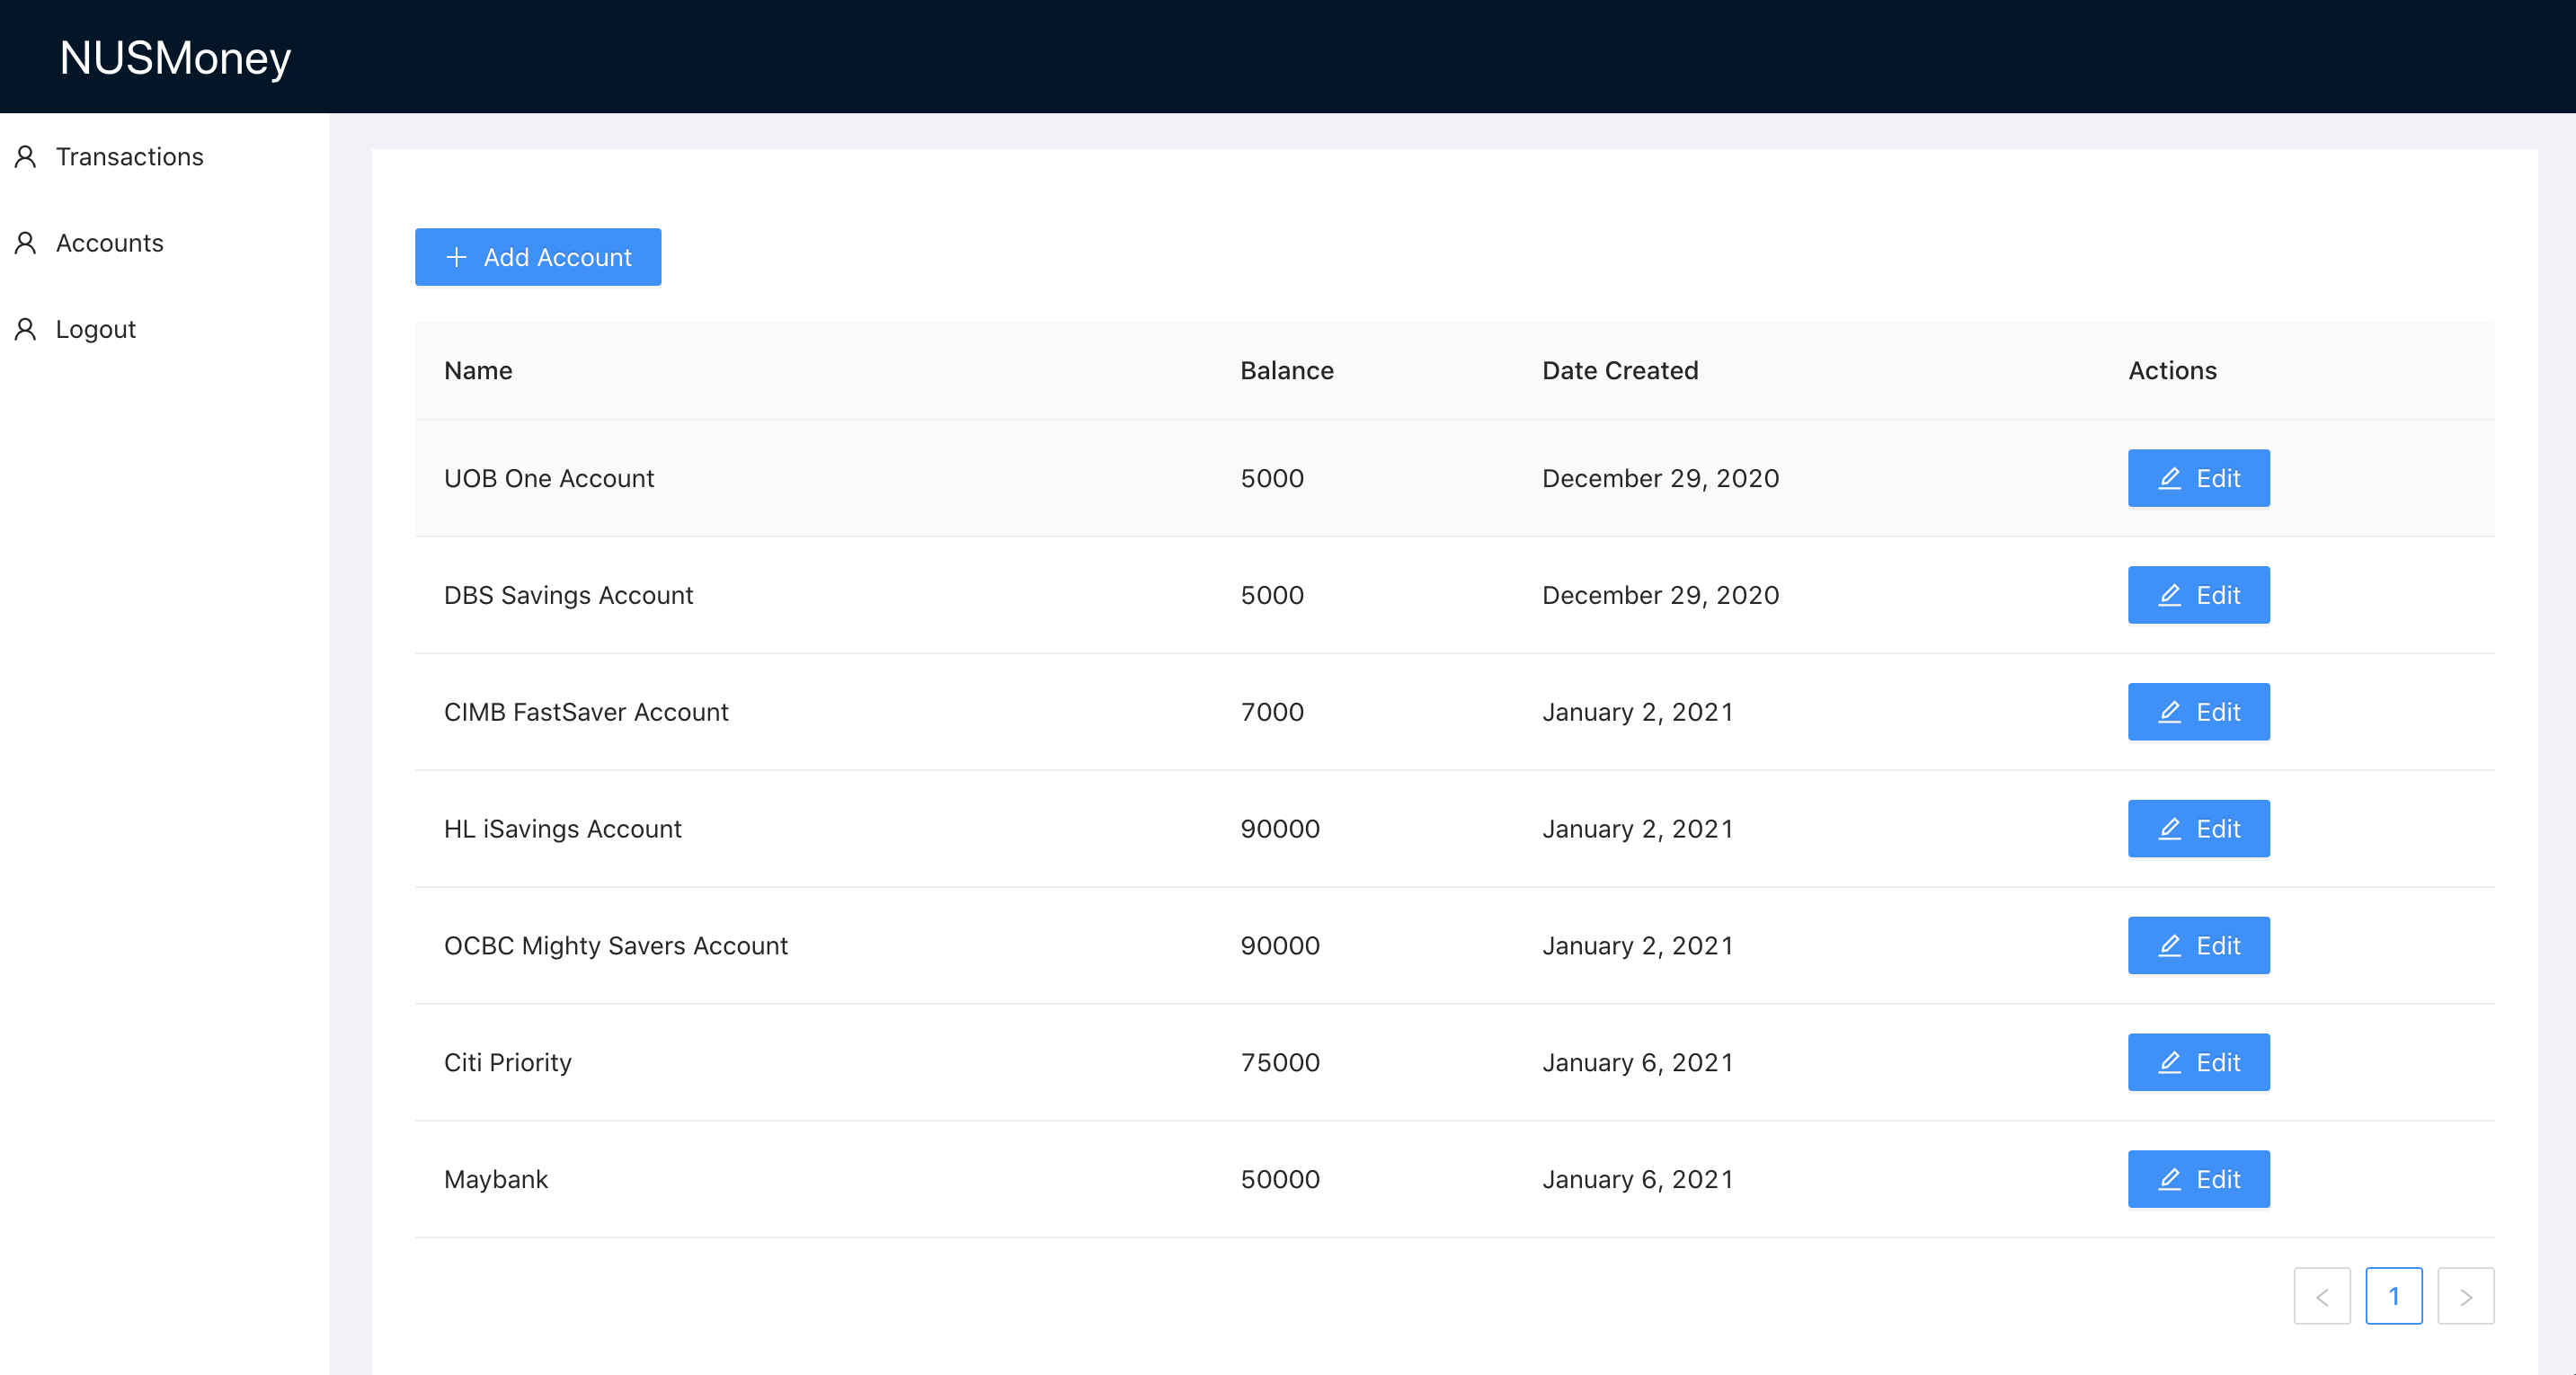 NUSMoney
Transactions
Accounts
Logout
Add Account
Name Balance Date Created Actions
UOB One Account 5000 December 29, 2020 Edit
DBS Savings Account 5000 December 29, 2020 Edit
CIMB FastSaver Account 7000 January 2, 2021 Edit
HL iSavings Account 90000 January 2, 2021 Edit
OCBC Mighty Savers Account 90000 January 2, 2021 Edit
Citi Priority 75000 January 6, 2021 Edit
Maybank 50000 January 6, 2021 Edit
1